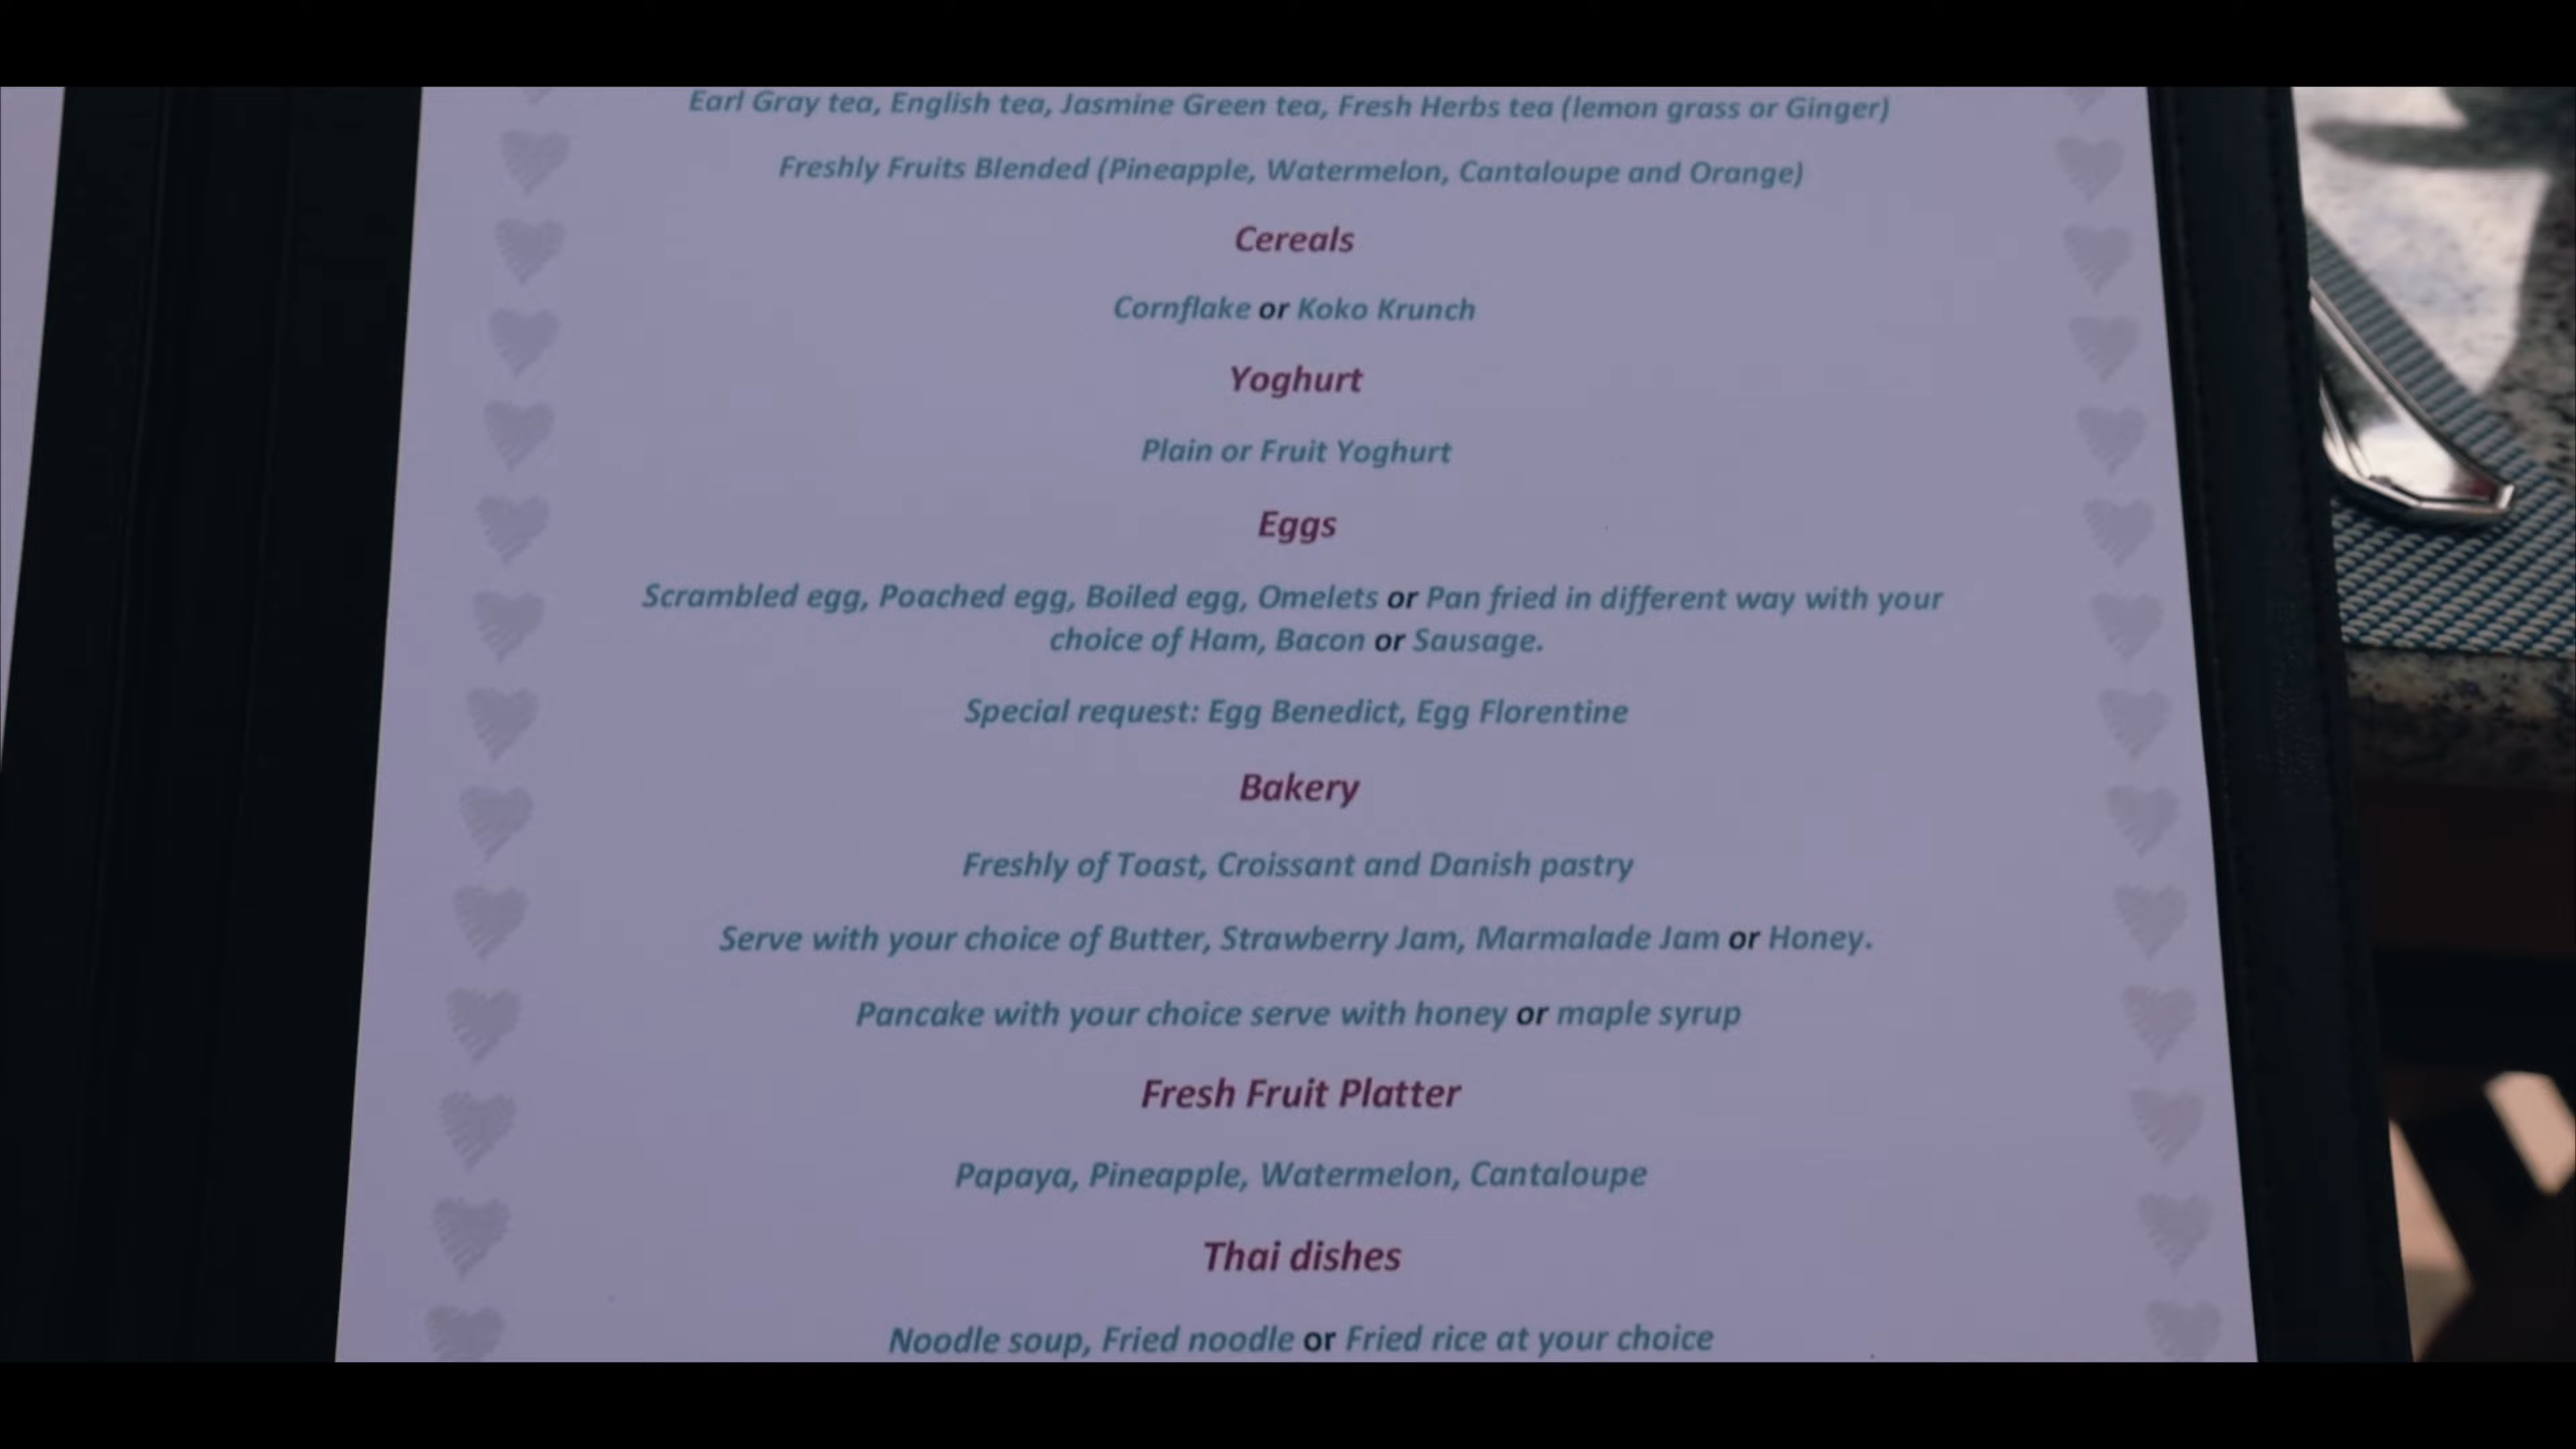 Earl Gray tea, English tea, Jasmine Green tea, Fresh Herbs tea (lemon grass or Ginger)
Freshly Fruits Blended (Pineapple, Watermelon, Cantaloupe and Orange)
Cereals
Cornflake or Koko Krunch
Yoghurt
Plain or Fruit Yoghurt
Eggs
Scrambled egg, Poached egg, Boiled egg, Omelets or Pan fried in different way with your
choice of Ham, Bacon or Sausage.
Special request: Egg Benedict, Egg Florentine
Bakery
Freshly of Toast, Croissant and Danish pastry
Serve with your choice of Butter, Strawberry Jam, Marmalade Jam or Honey.
Pancake with your choice serve with honey or maple syrup
Fresh Fruit Platter
Papaya, Pineapple, Watermelon, Cantaloupe
Thai dishes
Noodle soup, Fried noodle or Fried rice at your choice